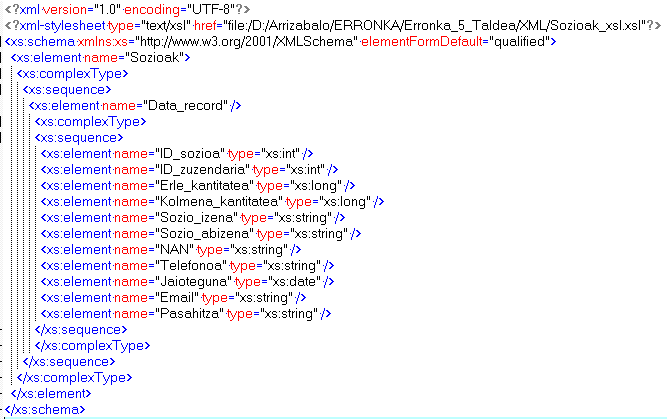 <?xml version="1.0" encoding="UTF-8"?>
<?xml-stylesheet type="text/xsl" href="file:/D:/Arrizabalo/ERRONKA/Erronka_5_Taldea/XML/Sozioak_xsl.xsl"?>
<xs:schema xmlns:xs="http://www.w3.org/2001/XMLSchema" elementFormDefault="qualified">
<xs:element name="Sozioak">
<xs:complexType>
<xs:sequence>
<xs:element name="Data_record"/>
<xs:complexType>
<xs:sequence>
<xs:element name="ID_sozioa" type="xs:int"/>
<xs:element name="ID_zuzendaria" type="xs:int"/>
<xs:element name="Erle_kantitatea" type="xs:long"/>
<xs:element name="Kolmena_kantitatea" type="xs:long"/>
<xs:element name="Sozio_izena" type="xs:string"/>
<xs:element name="Sozio_abizena" type="xs:string"/>
<xs:element name="NAN" type="xs:string"/>
<xs:element name="Telefonoa" type="xs:string"/>
<xs:element name="Jaioteguna" type="xs:date"/>
<xs:element name="Email" type="xs:string"/>
<xs:element name="Pasahitza" type="xs:string"/>
</xs:sequence>
</xs:complexType>
</xs:sequence>
</xs:complexType>
</xs:element>
</xs:schema>